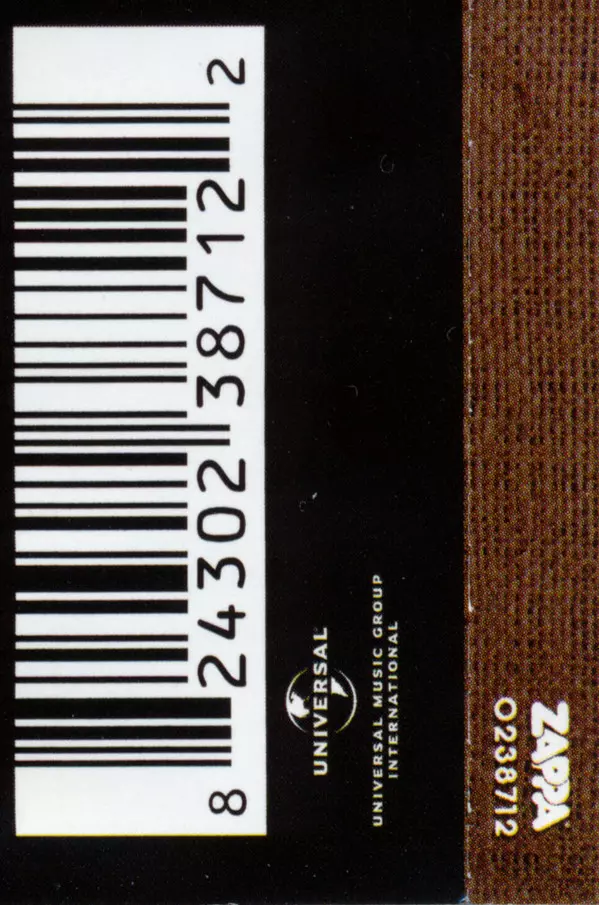 8 24302 38712 2
UNIVERSAL
UNIVERSAL MUSIC GROUP
INTERNATIONAL
ZAPPA
0238712